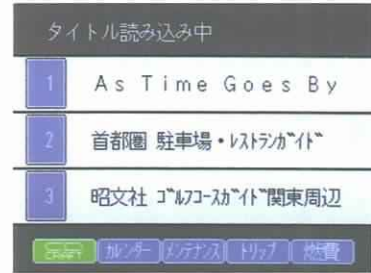 タイトル読み込み中
1 As Time Goes By
2 首都圏 駐車場・ﾚｽﾄﾗﾝｶﾞｲﾄﾞ
3 昭文社 ｺﾞﾙﾌｺｰｽｶﾞｲﾄﾞ関東周辺
CRAFT ｶﾚﾝﾀﾞｰ ﾒﾝﾃﾅﾝｽ ﾄﾘｯﾌﾟ 燃費